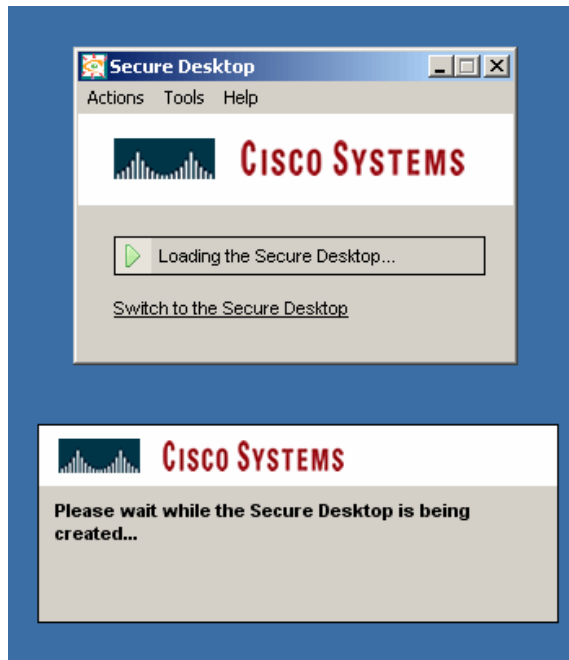 Secure Desktop
Actions Tools Help
CISCO SYSTEMS
Loading the Secure Desktop...
Switch to the Secure Desktop
CISCO SYSTEMS
Please wait while the Secure Desktop is being
created...